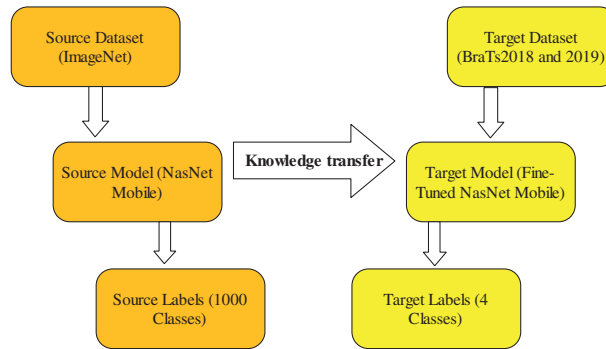 Source Dataset
(ImageNet)
Target Dataset
(BraTs2018 and 2019)
Source Model (NasNet
Mobile)
Knowledge transfer
Target Model (Fine-
Tuned NasNet Mobile)
Source Labels (1000
Classes)
Target Labels (4
Classes)